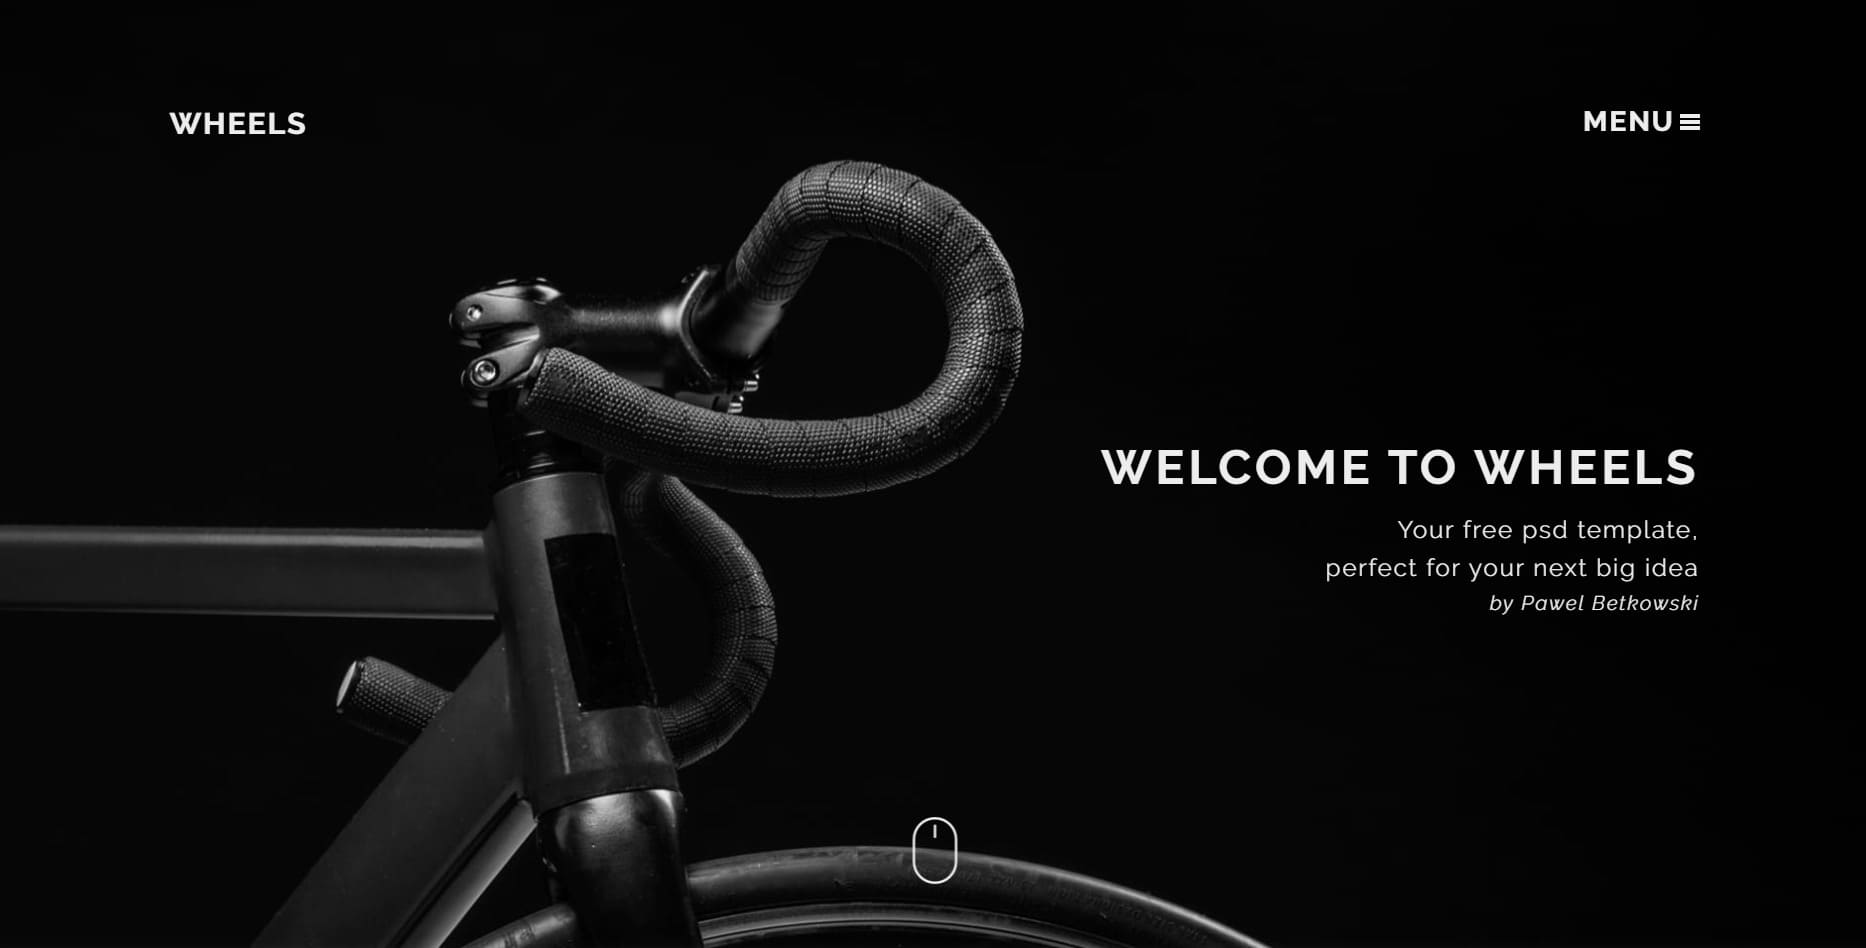 WHEELS
MENU
WELCOME TO WHEELS
Your free psd template,
perfect for your next big idea
by Pawel Betkowski